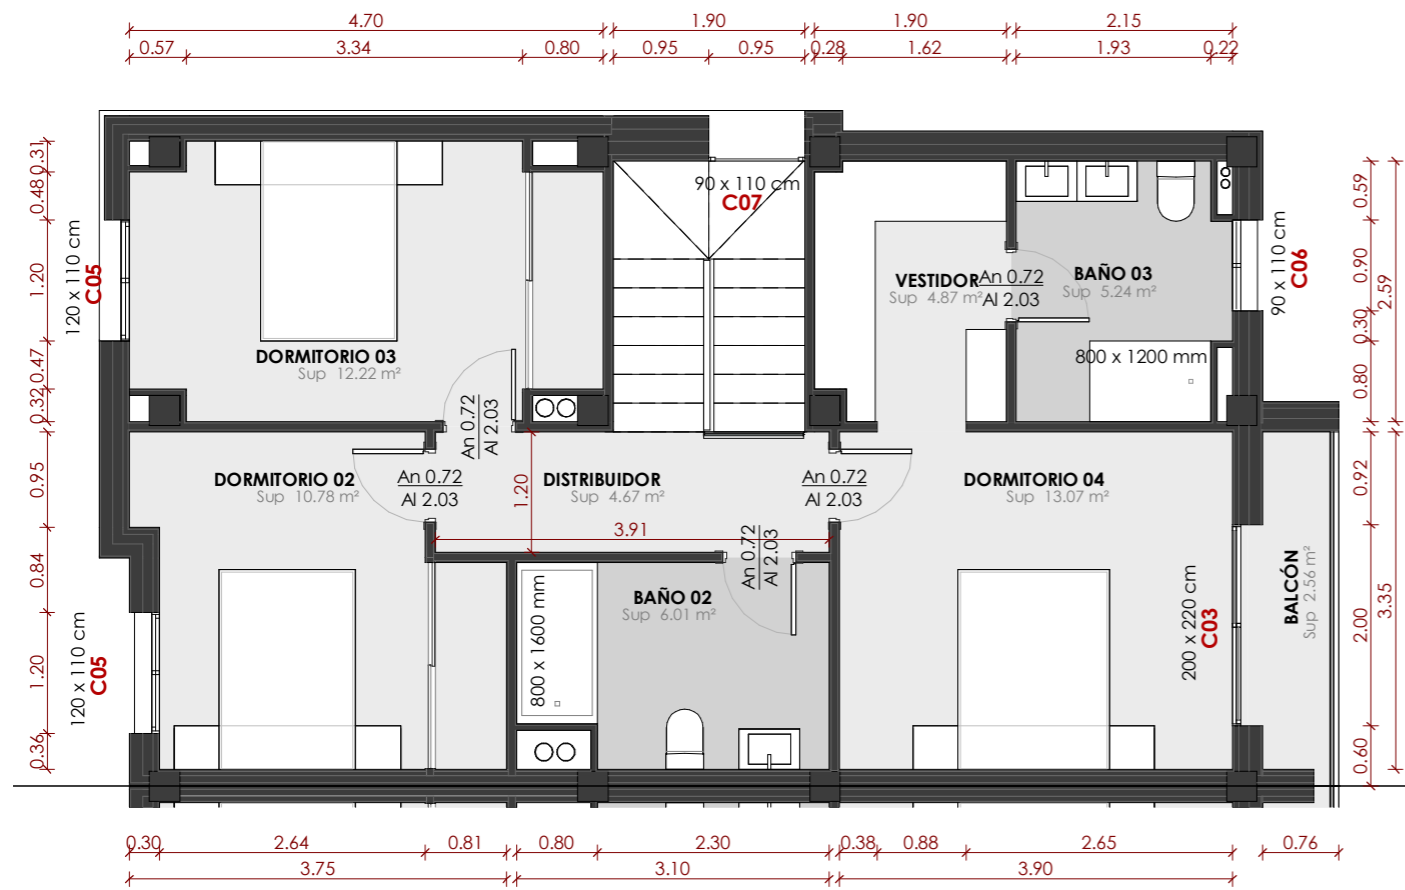 4.70
1.90
1.90
2.15
0.57
3.34
0.80
0.95
0.95
0.28
1.62
1.93
0.22
0.31
0.48
1.20
0.47
0.32
0.95
0.84
1.20
0.36
120 x 110 cm
C05
120 x 110 cm
C05
DORMITORIO 03
Sup 12.22 m²
An 0.72
Al 2.03
90 x 110 cm
C07
VESTIDOR
Sup 4.87 m²
An 0.72
Al 2.03
BAÑO 03
Sup 5.24 m²
800 x 1200 mm
90 x 110 cm
C06
0.59
0.90
0.30
0.80
2.59
DORMITORIO 02
Sup 10.78 m²
An 0.72
Al 2.03
DISTRIBUIDOR
Sup 4.67 m²
1.20
3.91
An 0.72
Al 2.03
An 0.72
Al 2.03
DORMITORIO 04
Sup 13.07 m²
800 x 1600 mm
BAÑO 02
Sup 6.01 m²
200 x 220 cm
C03
BALCÓN
Sup 2.56 m²
0.92
2.00
0.60
3.35
0.30
2.64
0.81
0.80
2.30
0.38
0.88
2.65
0.76
3.75
3.10
3.90